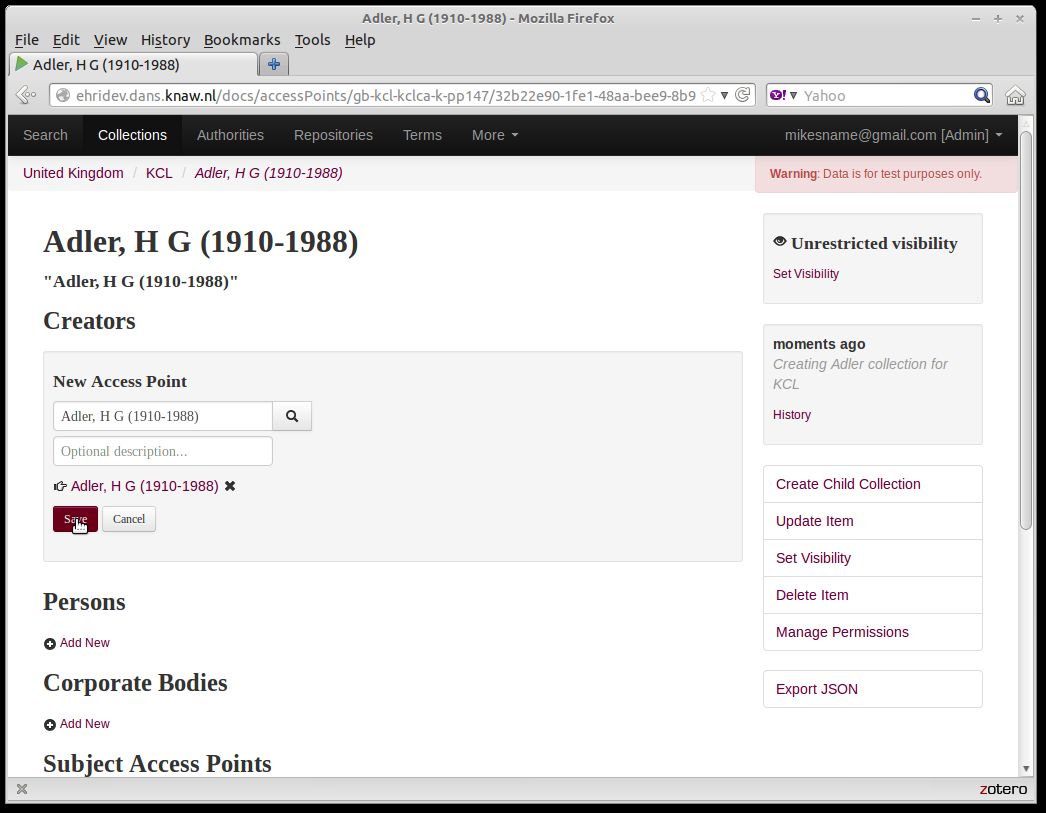 Adler, H G (1910-1988) - Mozilla Firefox
File Edit View History Bookmarks Tools Help
Adler, H G (1910-1988)
ehridev.dans.knaw.nl/docs/accessPoints/gb-kcl-kclca-k-pp147/32b22e90-1fe1-48aa-bee9-8b9
Yahoo
Search Collections Authorities Repositories Terms More mikesname@gmail.com [Admin]
United Kingdom / KCL / Adler, H G (1910-1988)
Warning: Data is for test purposes only.
Adler, H G (1910-1988)
"Adler, H G (1910-1988)"
Creators
New Access Point
Adler, H G (1910-1988)
Optional description...
Adler, H G (1910-1988)
Save Cancel
Persons
Add New
Corporate Bodies
Add New
Subject Access Points
Unrestricted visibility
Set Visibility
moments ago
Creating Adler collection for
KCL
History
Create Child Collection
Update Item
Set Visibility
Delete Item
Manage Permissions
Export JSON
zotero